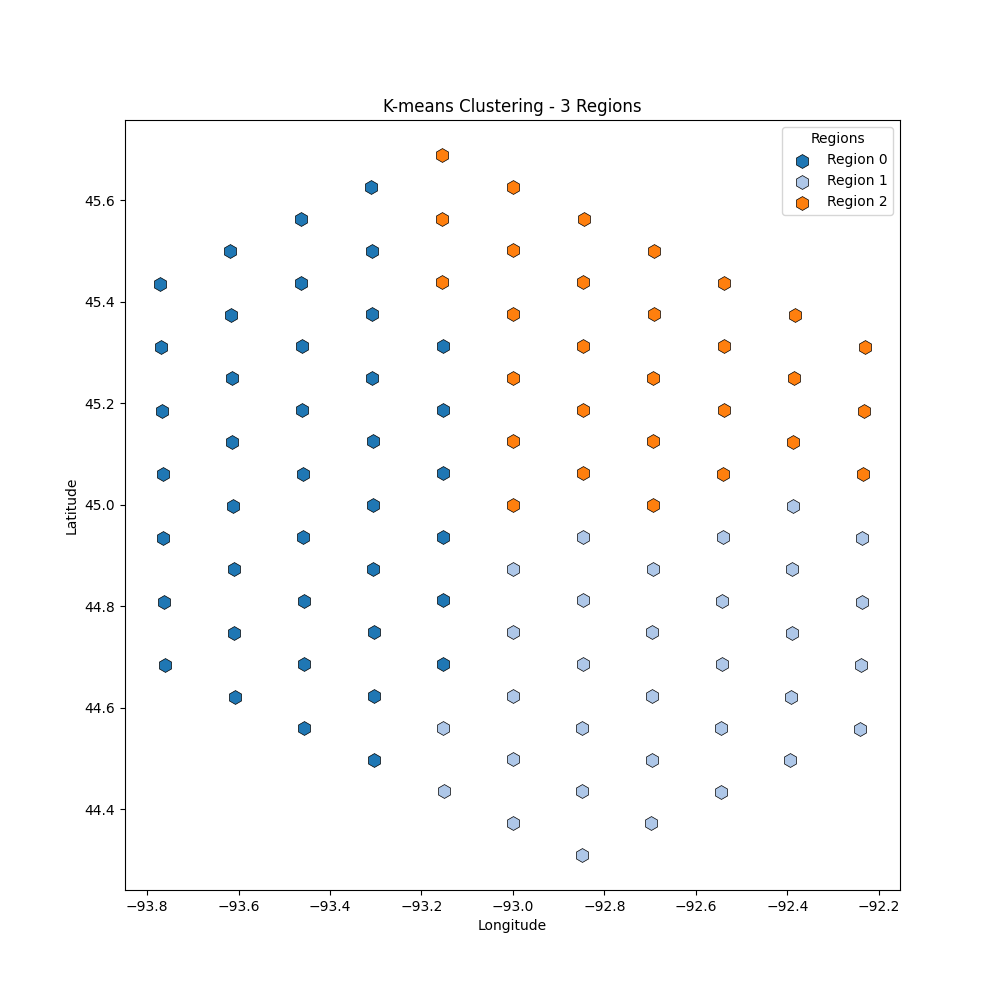 K-means Clustering - 3 Regions
Regions
Region 0
Region 1
Region 2
45.6
45.4
45.2
45.0
44.8
44.6
44.4
Latitude
−93.8 −93.6 −93.4 −93.2 −93.0 −92.8 −92.6 −92.4 −92.2
Longitude